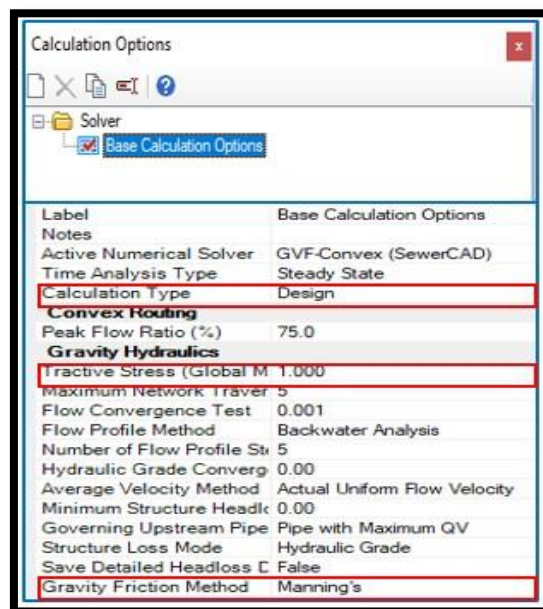 Calculation Options
x
Solver
Base Calculation Options
Label Base Calculation Options
Notes
Active Numerical Solver GVF-Convex (SewerCAD)
Time Analysis Type Steady State
Calculation Type Design
Convex Routing
Peak Flow Ratio (%) 75.0
Gravity Hydraulics
Tractive Stress (Global M 1.000
Maximum Network Traver 5
Flow Convergence Test 0.001
Flow Profile Method Backwater Analysis
Number of Flow Profile Ste 5
Hydraulic Grade Converg 0.00
Average Velocity Method Actual Uniform Flow Velocity
Minimum Structure Headlo 0.00
Governing Upstream Pipe Pipe with Maximum QV
Structure Loss Mode Hydraulic Grade
Save Detailed Headloss D False
Gravity Friction Method Manning's